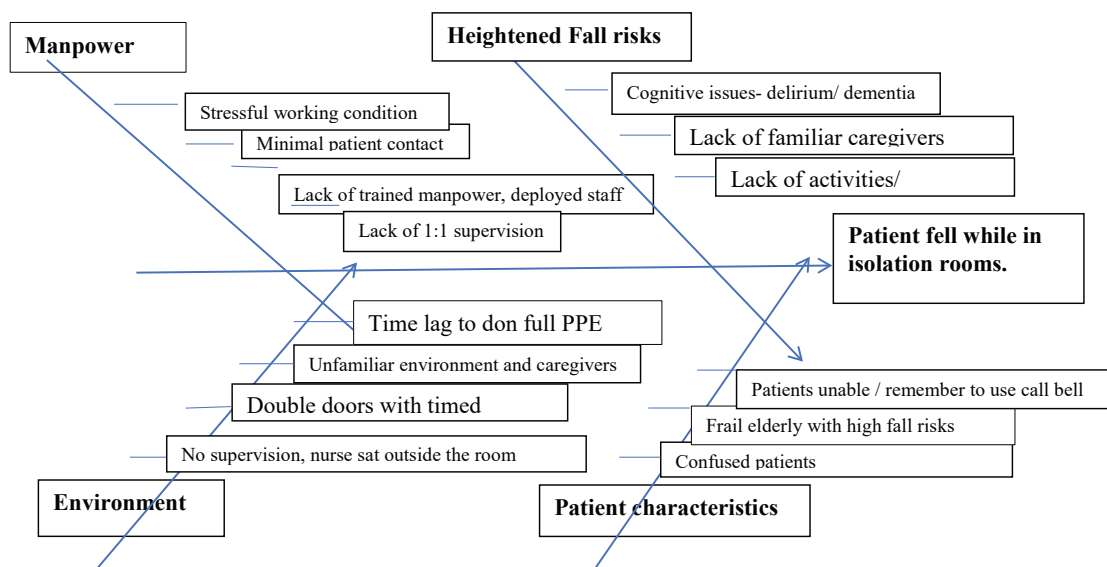 Manpower
Stressful working condition
Minimal patient contact
Lack of trained manpower, deployed staff
Lack of 1:1 supervision
Heightened Fall risks
Cognitive issues- delirium/ dementia
Lack of familiar caregivers
Lack of activities/
Patient fell while in
isolation rooms.
Time lag to don full PPE
Unfamiliar environment and caregivers
Double doors with timed
No supervision, nurse sat outside the room
Environment
Patients unable / remember to use call bell
Frail elderly with high fall risks
Confused patients
Patient characteristics